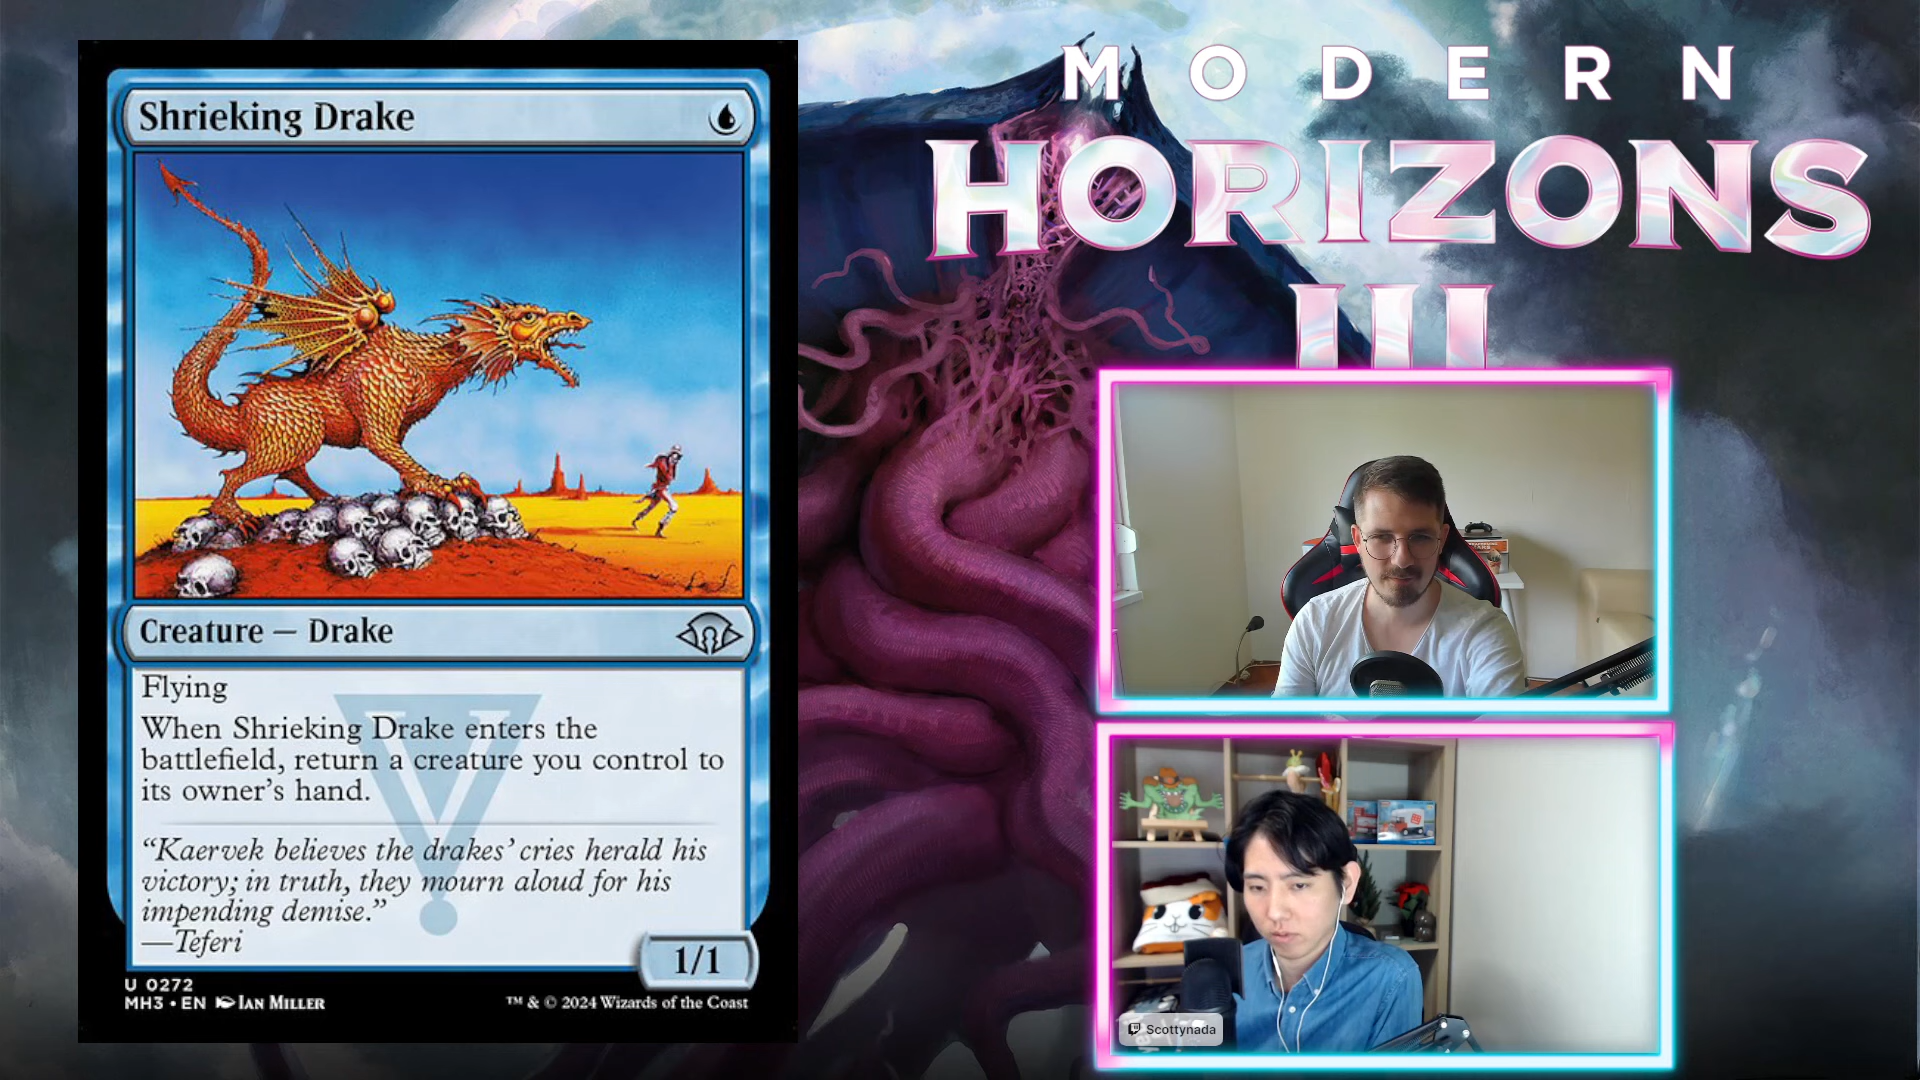 Shrieking Drake
Creature — Drake
Flying
When Shrieking Drake enters the
battlefield, return a creature you control to
its owner's hand.
“Kaervek believes the drakes’ cries herald his
victory; in truth, they mourn aloud for his
impending demise.”
—Teferi
1/1
U 0272
MH3 • EN IAN MILLER
™ & © 2024 Wizards of the Coast
MODERN
HORIZONS
III
Scottynada